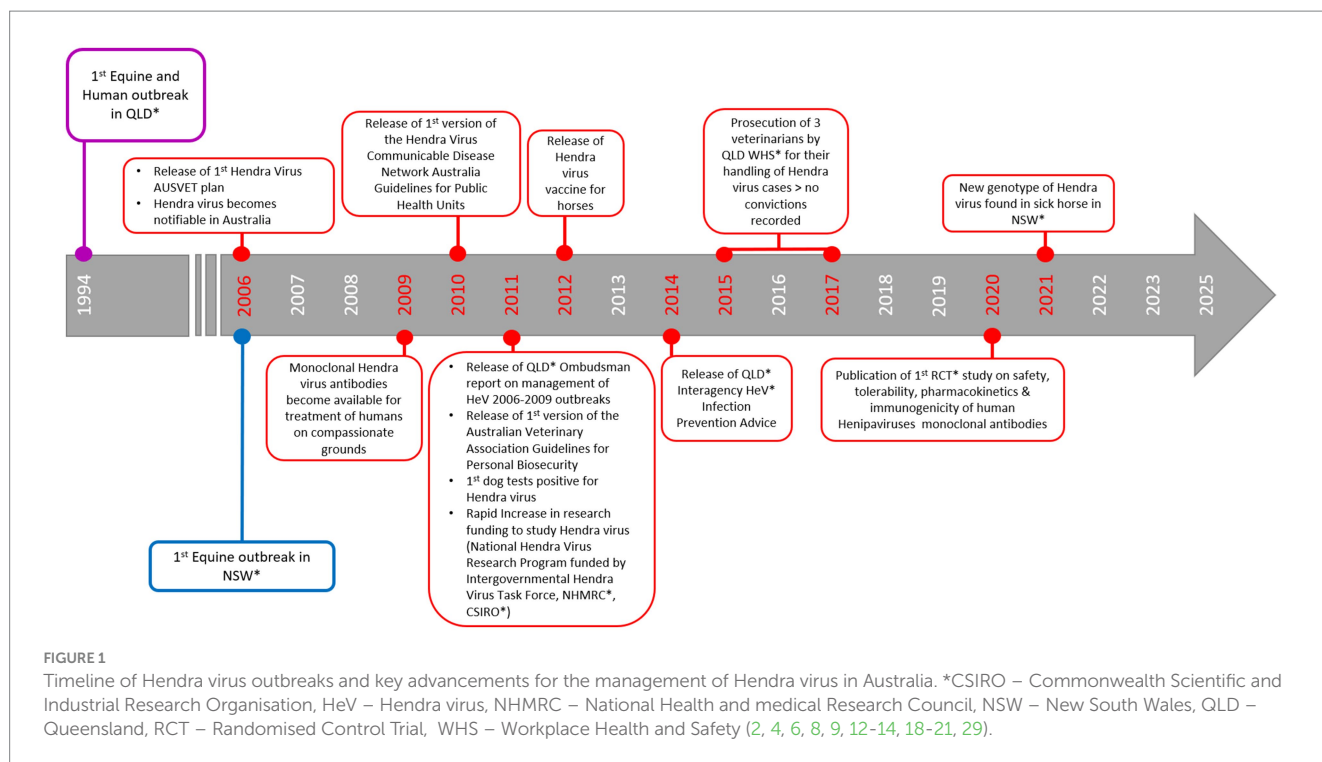 1st Equine and
Human outbreak
in QLD*
• Release of 1st Hendra Virus
AUSVET plan
• Hendra virus becomes
notifiable in Australia
Release of 1st version of
the Hendra Virus
Communicable Disease
Network Australia
Guidelines for Public
Health Units
Release of
Hendra
virus
vaccine for
horses
Prosecution of 3
veterinarians by
QLD WHS* for their
handling of Hendra
virus cases > no
convictions
recorded
New genotype of Hendra
virus found in sick horse in
NSW*
1994
2006
2007
2008
2009
2010
2011
2012
2013
2014
2015
2017
2018
2019
2020
2021
2022
2023
2025
Monoclonal Hendra
virus antibodies
become available for
treatment of humans
on compassionate
grounds
• Release of QLD* Ombudsman
report on management of
HeV 2006-2009 outbreaks
• Release of 1st version of the
Australian Veterinary
Association Guidelines for
Personal Biosecurity
• 1st dog tests positive for
Hendra virus
• Rapid Increase in research
funding to study Hendra virus
(National Hendra Virus
Research Program funded by
Intergovernmental Hendra
Virus Task Force, NHMRC*,
CSIRO*)
Release of QLD*
Interagency HeV*
Infection
Prevention Advice
Publication of 1st RCT* study on safety,
tolerability, pharmacokinetics &
immunogenicity of human
Henipaviruses monoclonal antibodies
1st Equine outbreak in
NSW*
FIGURE 1
Timeline of Hendra virus outbreaks and key advancements for the management of Hendra virus in Australia. *CSIRO – Commonwealth Scientific and
Industrial Research Organisation, HeV – Hendra virus, NHMRC – National Health and medical Research Council, NSW – New South Wales, QLD –
Queensland, RCT – Randomised Control Trial, WHS – Workplace Health and Safety (2, 4, 6, 8, 9, 12-14, 18-21, 29).